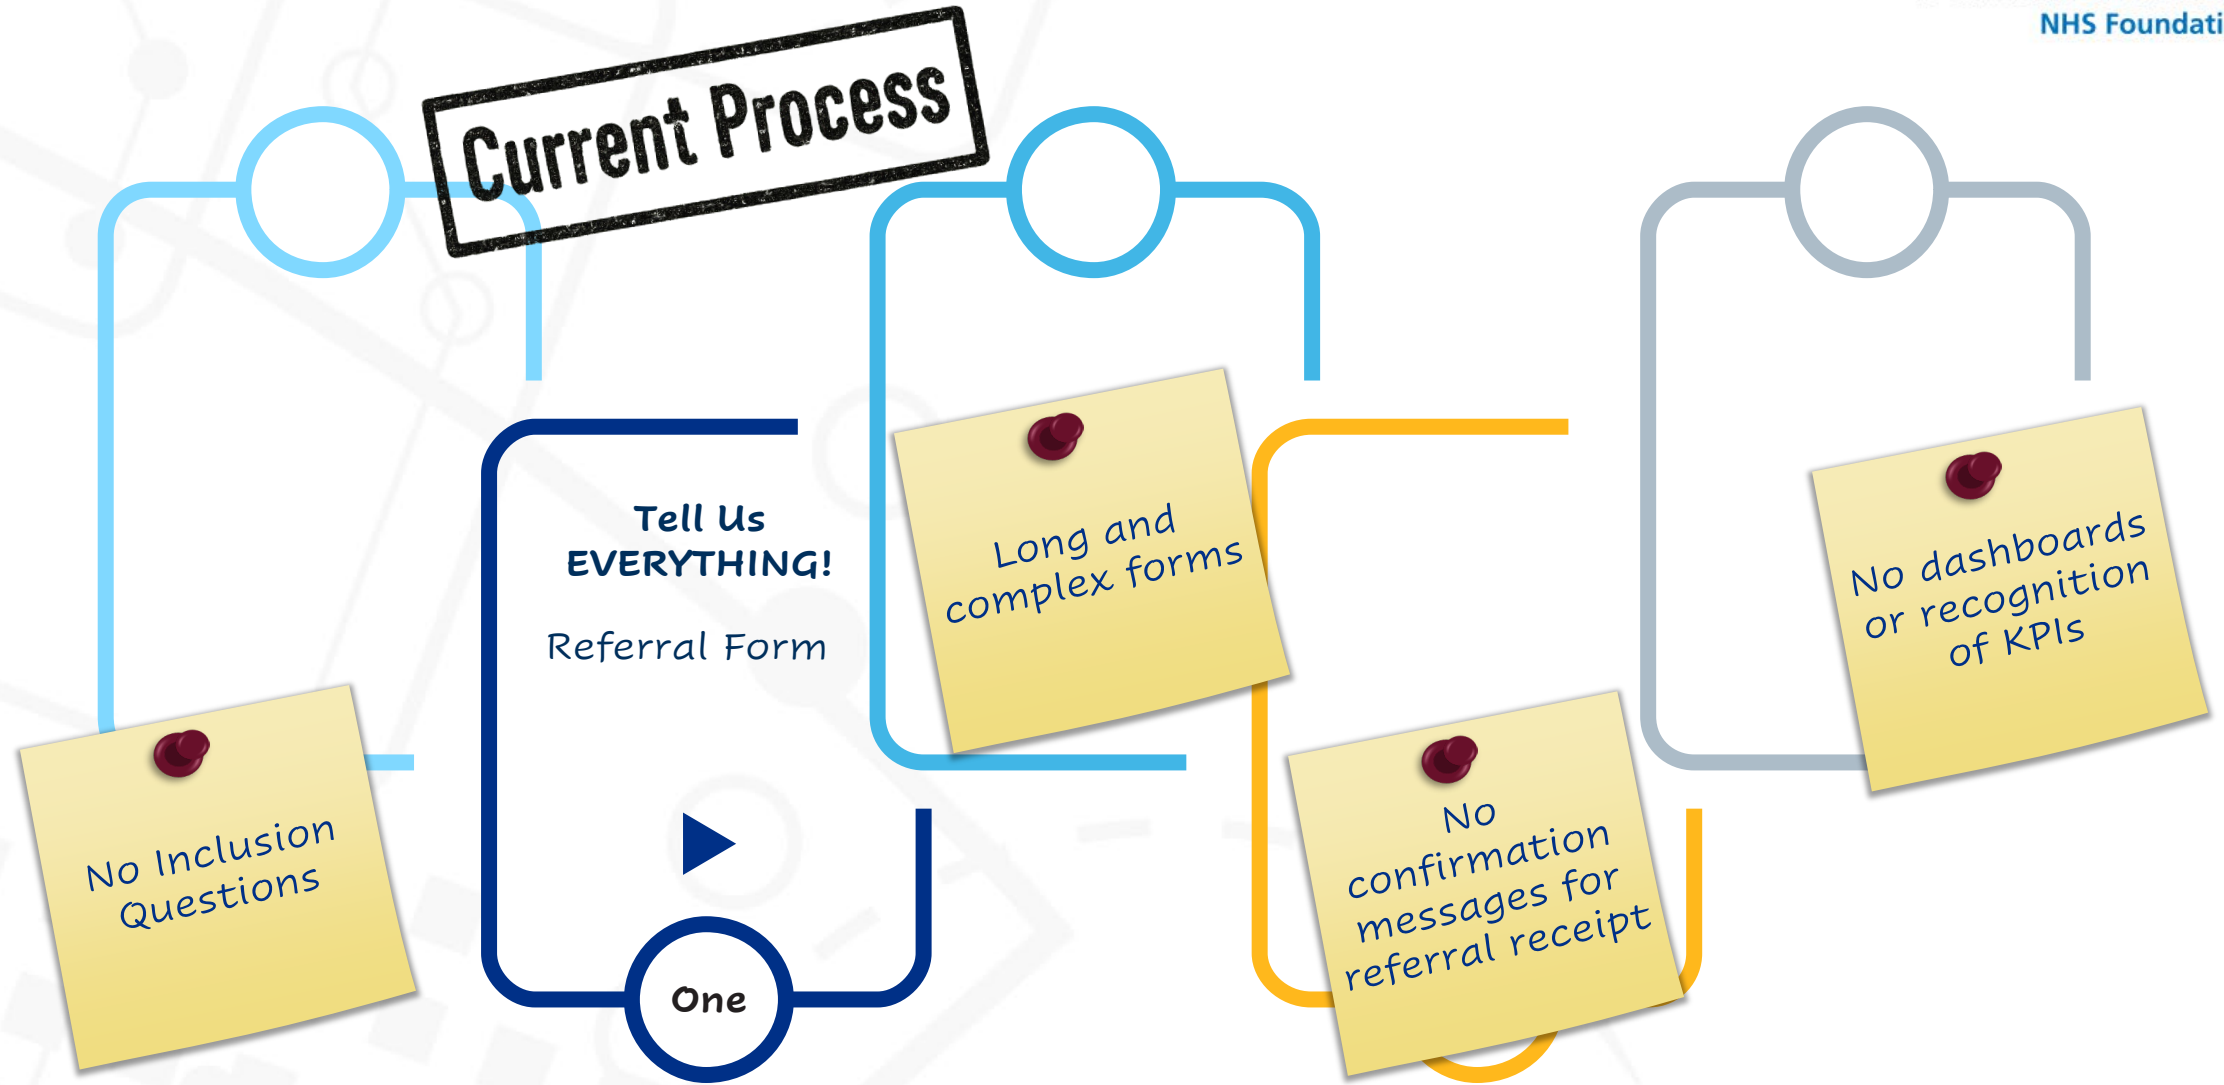 NHS Foundati
Current Process
Tell Us
EVERYTHING!
Referral Form
One
No Inclusion
Questions
Long and
complex forms
No
confirmation
messages for
referral receipt
No dashboards
or recognition
of KPIs